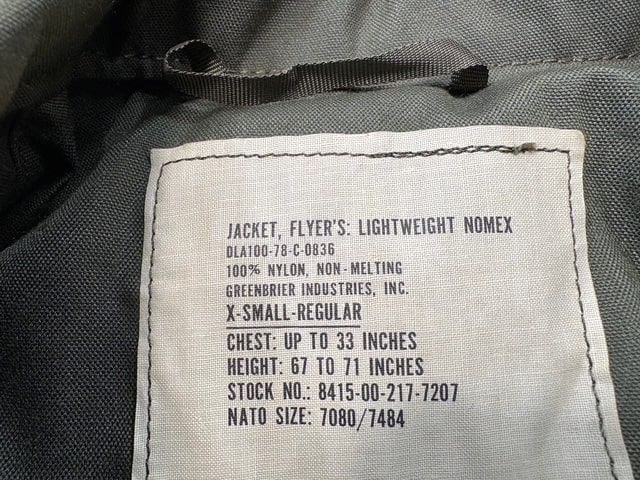 JACKET, FLYER'S: LIGHTWEIGHT NOMEX
DLA100-78-C-0836
100% NYLON, NON-MELTING
GREENBRIER INDUSTRIES, INC.
X-SMALL-REGULAR
CHEST: UP TO 33 INCHES
HEIGHT: 67 TO 71 INCHES
STOCK NO.: 8415-00-217-7207
NATO SIZE: 7080/7484